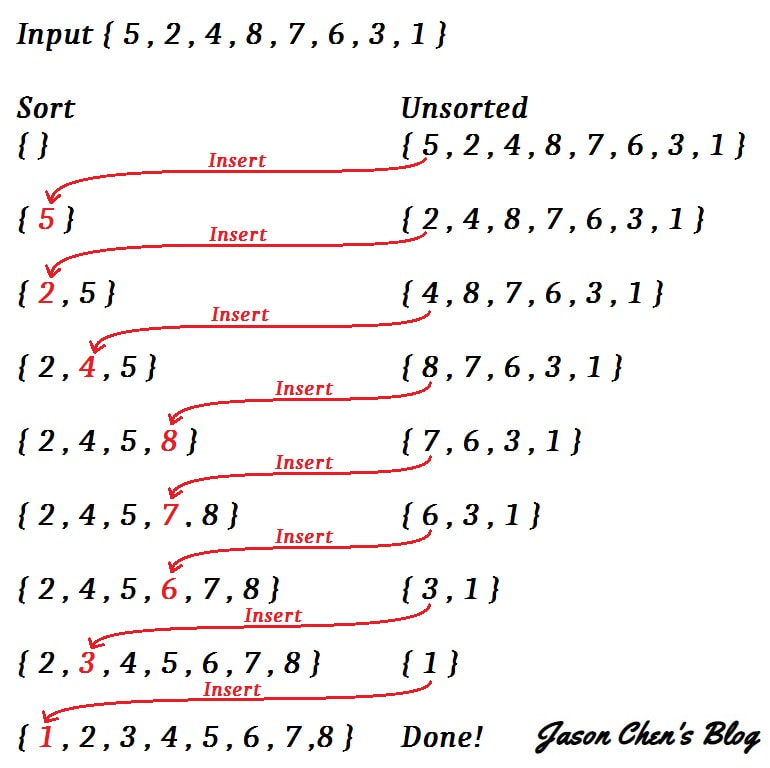 Input { 5 , 2 , 4 , 8 , 7 , 6 , 3 , 1 }
Sort Unsorted
{ } { 5 , 2 , 4 , 8 , 7 , 6 , 3 , 1 }
Insert
{ 5 } { 2 , 4 , 8 , 7 , 6 , 3 , 1 }
Insert
{ 2 , 5 } { 4 , 8 , 7 , 6 , 3 , 1 }
Insert
{ 2 , 4 , 5 } { 8 , 7 , 6 , 3 , 1 }
Insert
{ 2 , 4 , 5 , 8 } { 7 , 6 , 3 , 1 }
Insert
{ 2 , 4 , 5 , 7 , 8 } { 6 , 3 , 1 }
Insert
{ 2 , 4 , 5 , 6 , 7 , 8 } { 3 , 1 }
Insert
{ 2 , 3 , 4 , 5 , 6 , 7 , 8 } { 1 }
Insert
{ 1 , 2 , 3 , 4 , 5 , 6 , 7 ,8 } Done!
Jason Chen's Blog